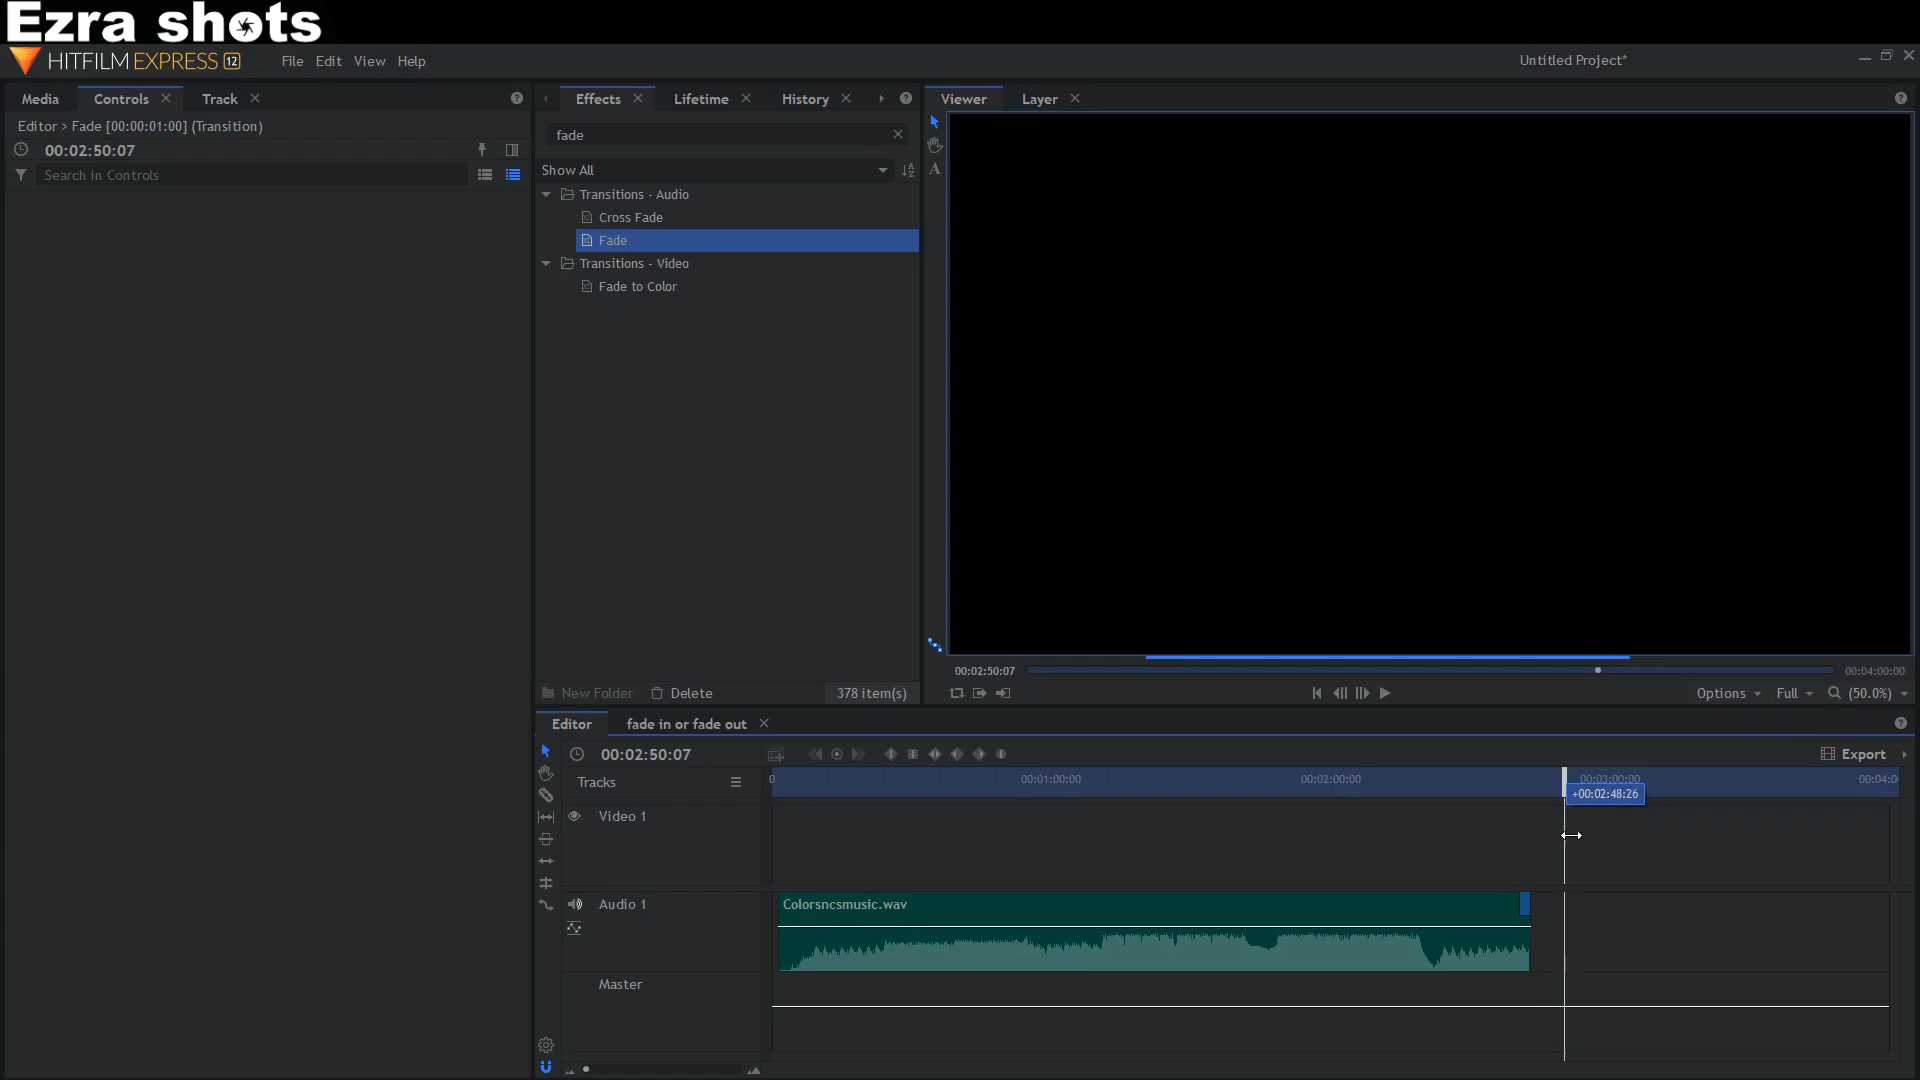 Ezra shots
HITFILM EXPRESS 12
File Edit View Help
Untitled Project*
Media Controls Track
Editor > Fade [00:00:01:00] (Transition)
00:02:50:07
Search in Controls
Effects Lifetime History
fade
Show All
Transitions - Audio
Cross Fade
Fade
Transitions - Video
Fade to Color
New Folder Delete 378 item(s)
Viewer Layer
A
00:02:50:07 00:04:00:00
Options Full (50.0%)
Editor fade in or fade out
00:02:50:07
Export
Tracks
0 00:01:00:00 00:02:00:00 00:03:00:00 00:04:0
+00:02:48:26
Video 1
Audio 1
Colorsncsmusic.wav
Master